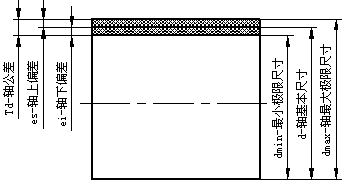 Td-轴公差
es-轴上偏差
ei-轴下偏差
dmin-最小极限尺寸
d-轴基本尺寸
dmax-轴最大极限尺寸